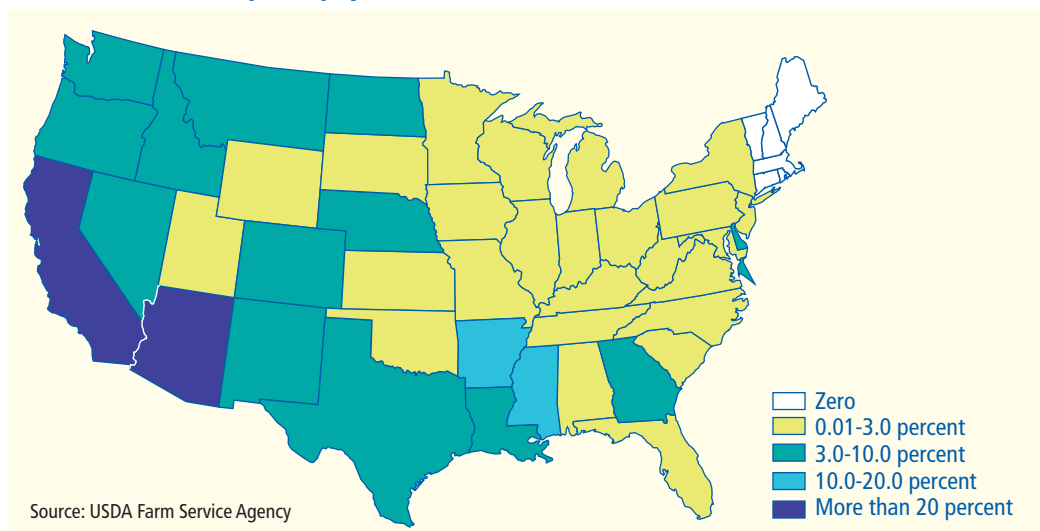 Zero
0.01-3.0 percent
3.0-10.0 percent
10.0-20.0 percent
More than 20 percent
Source: USDA Farm Service Agency